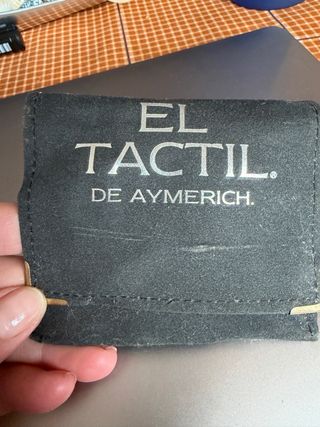 EL
TACTIL®
DE AYMERICH.